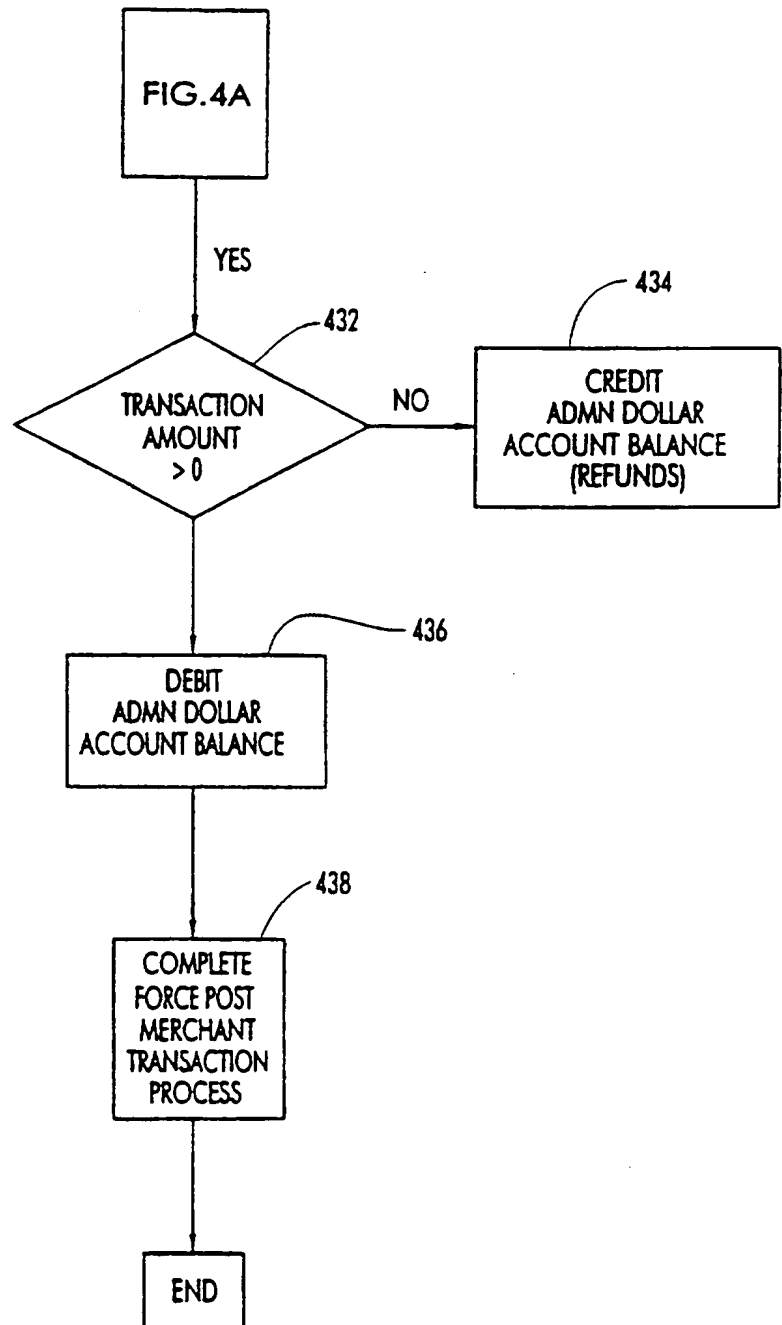 FIG.4A
YES
432
TRANSACTION
AMOUNT
> 0
NO
434
CREDIT
ADMN DOLLAR
ACCOUNT BALANCE
(REFUNDS)
436
DEBIT
ADMN DOLLAR
ACCOUNT BALANCE
438
COMPLETE
FORCE POST
MERCHANT
TRANSACTION
PROCESS
END